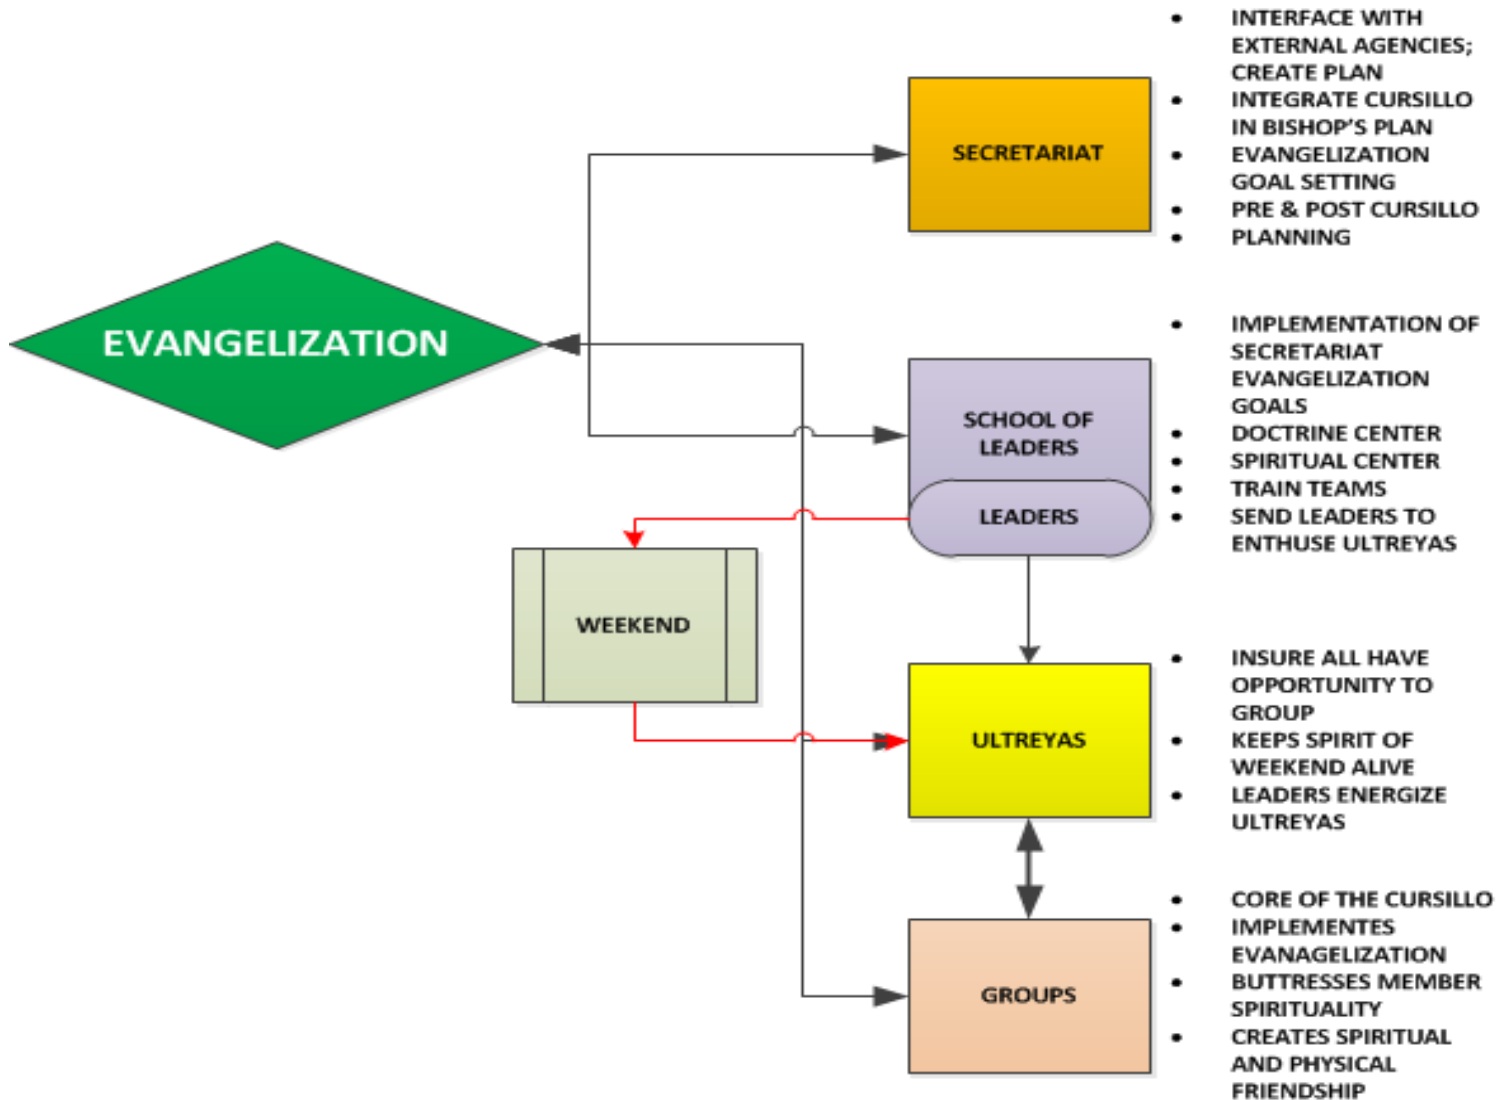 INTERFACE WITH
EXTERNAL AGENCIES;
CREATE PLAN
INTEGRATE CURSILLO
IN BISHOP'S PLAN
EVANGELIZATION
GOAL SETTING
PRE & POST CURSILLO
PLANNING
SECRETARIAT
EVANGELIZATION
IMPLEMENTATION OF
SECRETARIAT
EVANGELIZATION
GOALS
DOCTRINE CENTER
SPIRITUAL CENTER
TRAIN TEAMS
SEND LEADERS TO
ENTHUSE ULTREYAS
SCHOOL OF
LEADERS
LEADERS
WEEKEND
ULTREYAS
INSURE ALL HAVE
OPPORTUNITY TO
GROUP
KEEPS SPIRIT OF
WEEKEND ALIVE
LEADERS ENERGIZE
ULTREYAS
GROUPS
CORE OF THE CURSILLO
IMPLEMENTES
EVANAGELIZATION
BUTTRESSES MEMBER
SPIRITUALITY
CREATES SPIRITUAL
AND PHYSICAL
FRIENDSHIP